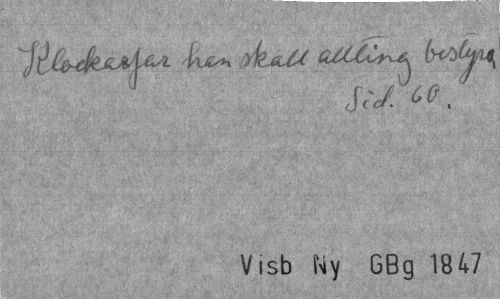 Klockarfar han skall allting bestyra
Sid. 60.
Visb Ny GBg 1847